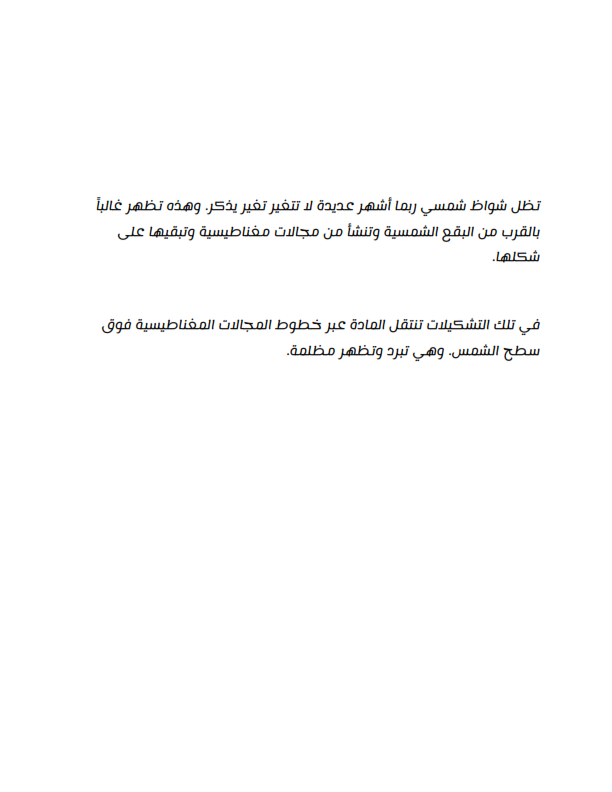 تظل شواظ شمسي ربما أشهر عديدة لا تتغير تغير يذكر. وهذه تظهر غالباً
بالقرب من البقع الشمسية وتنشأ من مجالات مغناطيسية وتبقيها على
شكلها.
في تلك التشكيلات تنتقل المادة عبر خطوط المجالات المغناطيسية فوق
سطح الشمس. وهي تبرد وتظهر مظلمة.